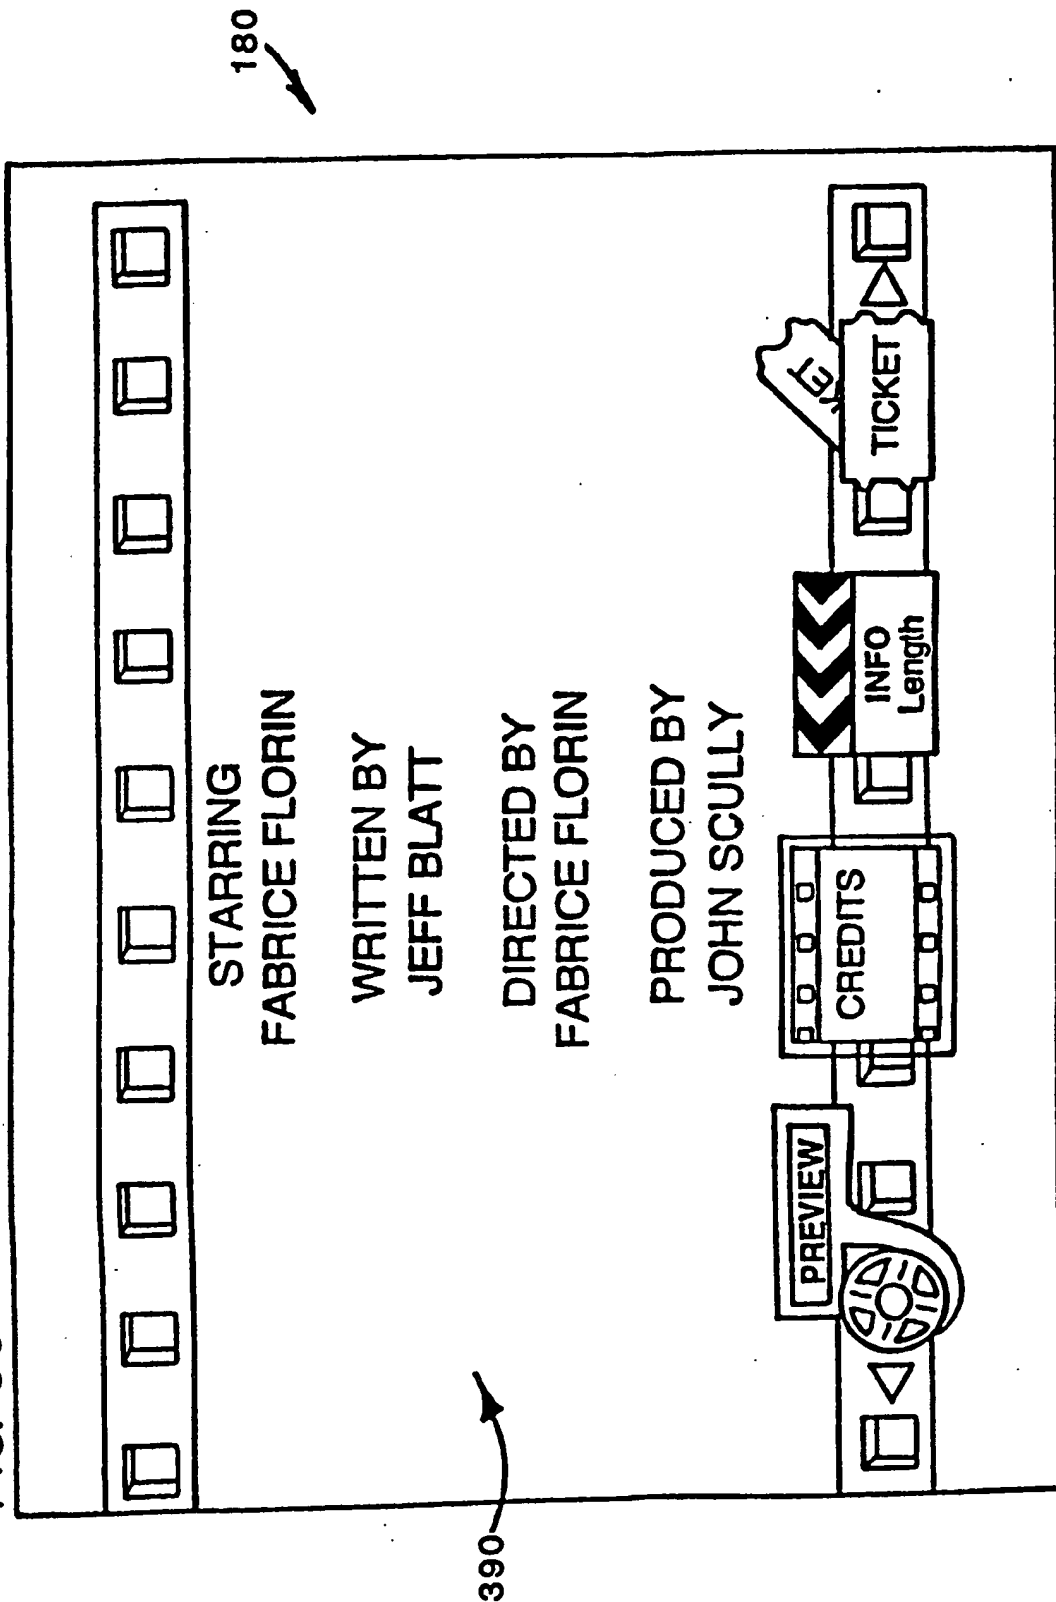 180
STARRING
FABRICE FLORIN
WRITTEN BY
JEFF BLATT
DIRECTED BY
FABRICE FLORIN
PRODUCED BY
JOHN SCULLY
PREVIEW
CREDITS
INFO
Length
TICKET
390